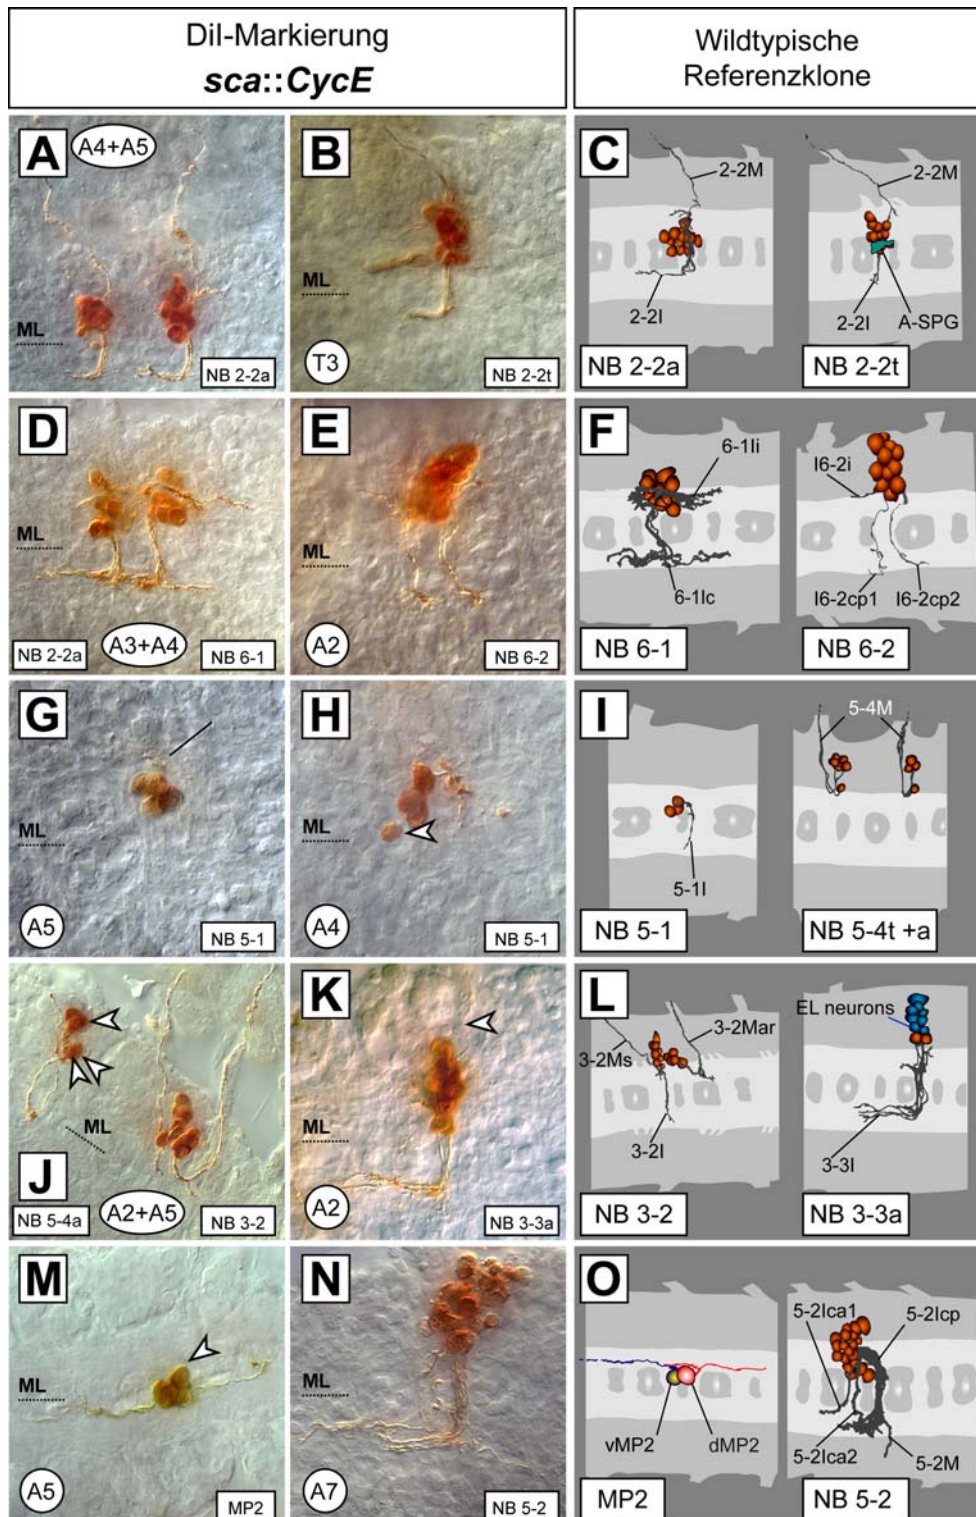 DiI-Markierung
sca::CycE
Wildtypische
Referenzklone
A
A4+A5
ML
NB 2-2a
B
ML
T3
NB 2-2t
C
2-2M
2-2I
NB 2-2a
2-2M
2-2I
A-SPG
NB 2-2t
D
ML
NB 2-2a
A3+A4
NB 6-1
E
ML
A2
NB 6-2
F
6-1Ii
6-1Ic
NB 6-1
I6-2i
I6-2cp1
I6-2cp2
NB 6-2
G
ML
A5
NB 5-1
H
ML
A4
NB 5-1
I
5-1I
NB 5-1
5-4M
NB 5-4t +a
J
ML
NB 5-4a
A2+A5
NB 3-2
K
ML
A2
NB 3-3a
L
3-2Ms
3-2Mar
3-2I
NB 3-2
EL neurons
3-3I
NB 3-3a
M
ML
A5
MP2
N
ML
A7
NB 5-2
O
vMP2
dMP2
MP2
5-2Ica1
5-2Icp
5-2Ica2
5-2M
NB 5-2